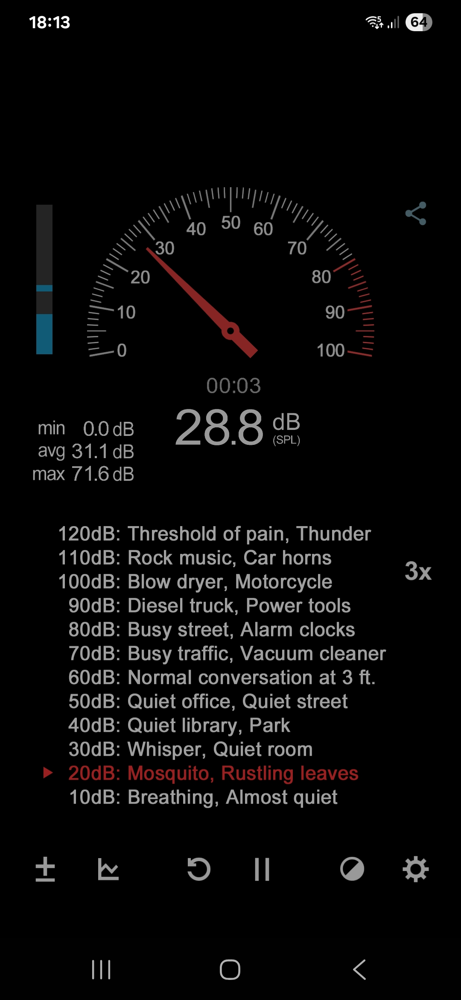 18:13
5
64
0
10
20
30
40
50
60
70
80
90
100
00:03
28.8 dB
(SPL)
min 0.0 dB
avg 31.1 dB
max 71.6 dB
120dB: Threshold of pain, Thunder
110dB: Rock music, Car horns
3x
100dB: Blow dryer, Motorcycle
90dB: Diesel truck, Power tools
80dB: Busy street, Alarm clocks
70dB: Busy traffic, Vacuum cleaner
60dB: Normal conversation at 3 ft.
50dB: Quiet office, Quiet street
40dB: Quiet library, Park
30dB: Whisper, Quiet room
20dB: Mosquito, Rustling leaves
10dB: Breathing, Almost quiet